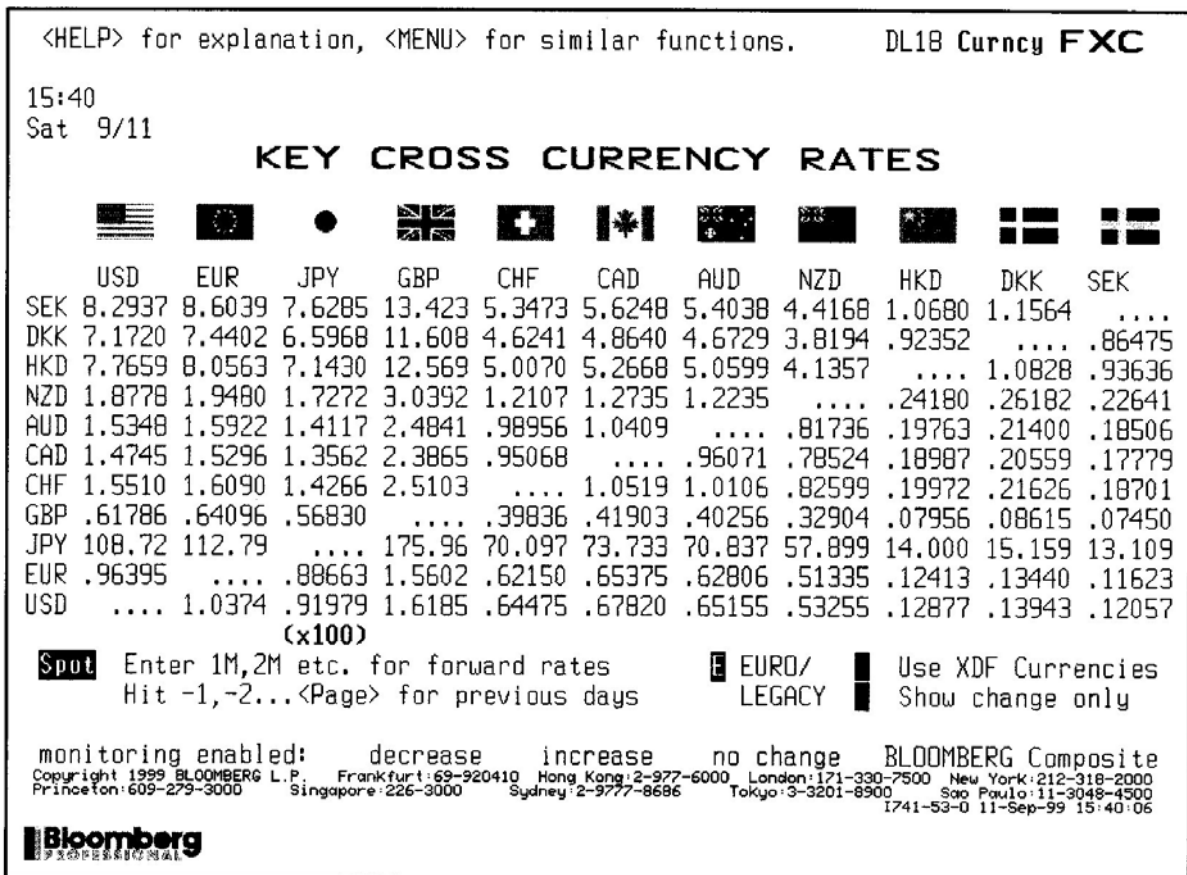 <HELP> for explanation, <MENU> for similar functions. DL18 Curncy FXC
15:40
Sat 9/11
KEY CROSS CURRENCY RATES
USD EUR JPY GBP CHF CAD AUD NZD HKD DKK SEK
SEK 8.2937 8.6039 7.6285 13.423 5.3473 5.6248 5.4038 4.4168 1.0680 1.1564 ....
DKK 7.1720 7.4402 6.5968 11.608 4.6241 4.8640 4.6729 3.8194 .92352 .... .86475
HKD 7.7659 8.0563 7.1430 12.569 5.0070 5.2668 5.0599 4.1357 .... 1.0828 .93636
NZD 1.8778 1.9480 1.7272 3.0392 1.2107 1.2735 1.2235 .... .24180 .26182 .22641
AUD 1.5348 1.5922 1.4117 2.4841 .98956 1.0409 .... .81736 .19763 .21400 .18506
CAD 1.4745 1.5296 1.3562 2.3865 .95068 .... .96071 .78524 .18987 .20559 .17779
CHF 1.5510 1.6090 1.4266 2.5103 .... 1.0519 1.0106 .82599 .19972 .21626 .18701
GBP .61786 .64096 .56830 .... .39836 .41903 .40256 .32904 .07956 .08615 .07450
JPY 108.72 112.79 .... 175.96 70.097 73.733 70.837 57.899 14.000 15.159 13.109
EUR .96395 .... .88663 1.5602 .62150 .65375 .62806 .51335 .12413 .13440 .11623
USD .... 1.0374 .91979 1.6185 .64475 .67820 .65155 .53255 .12877 .13943 .12057
(x100)
Spot Enter 1M,2M etc. for forward rates E EURO/ Use XDF Currencies
Hit -1,-2...<Page> for previous days LEGACY Show change only
monitoring enabled: decrease increase no change BLOOMBERG Composite
Copyright 1999 BLOOMBERG L.P. Frankfurt:69-920410 Hong Kong:2-977-6000 London:171-330-7500 New York:212-318-2000
Princeton:609-279-3000 Singapore:226-3000 Sydney:2-9777-8686 Tokyo:3-3201-8900 Sao Paulo:11-3048-4500
I741-53-0 11-Sep-99 15:40:06
Bloomberg
PROFESSIONAL